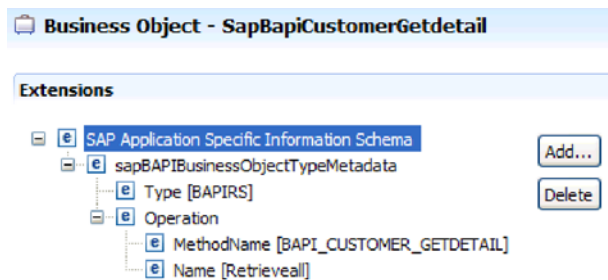 Business Object - SapBapiCustomerGetdetail
Extensions
SAP Application Specific Information Schema
Add...
sapBAPIBusinessObjectTypeMetadata
Type [BAPIRS]
Delete
Operation
MethodName [BAPI_CUSTOMER_GETDETAIL]
Name [Retrieveall]